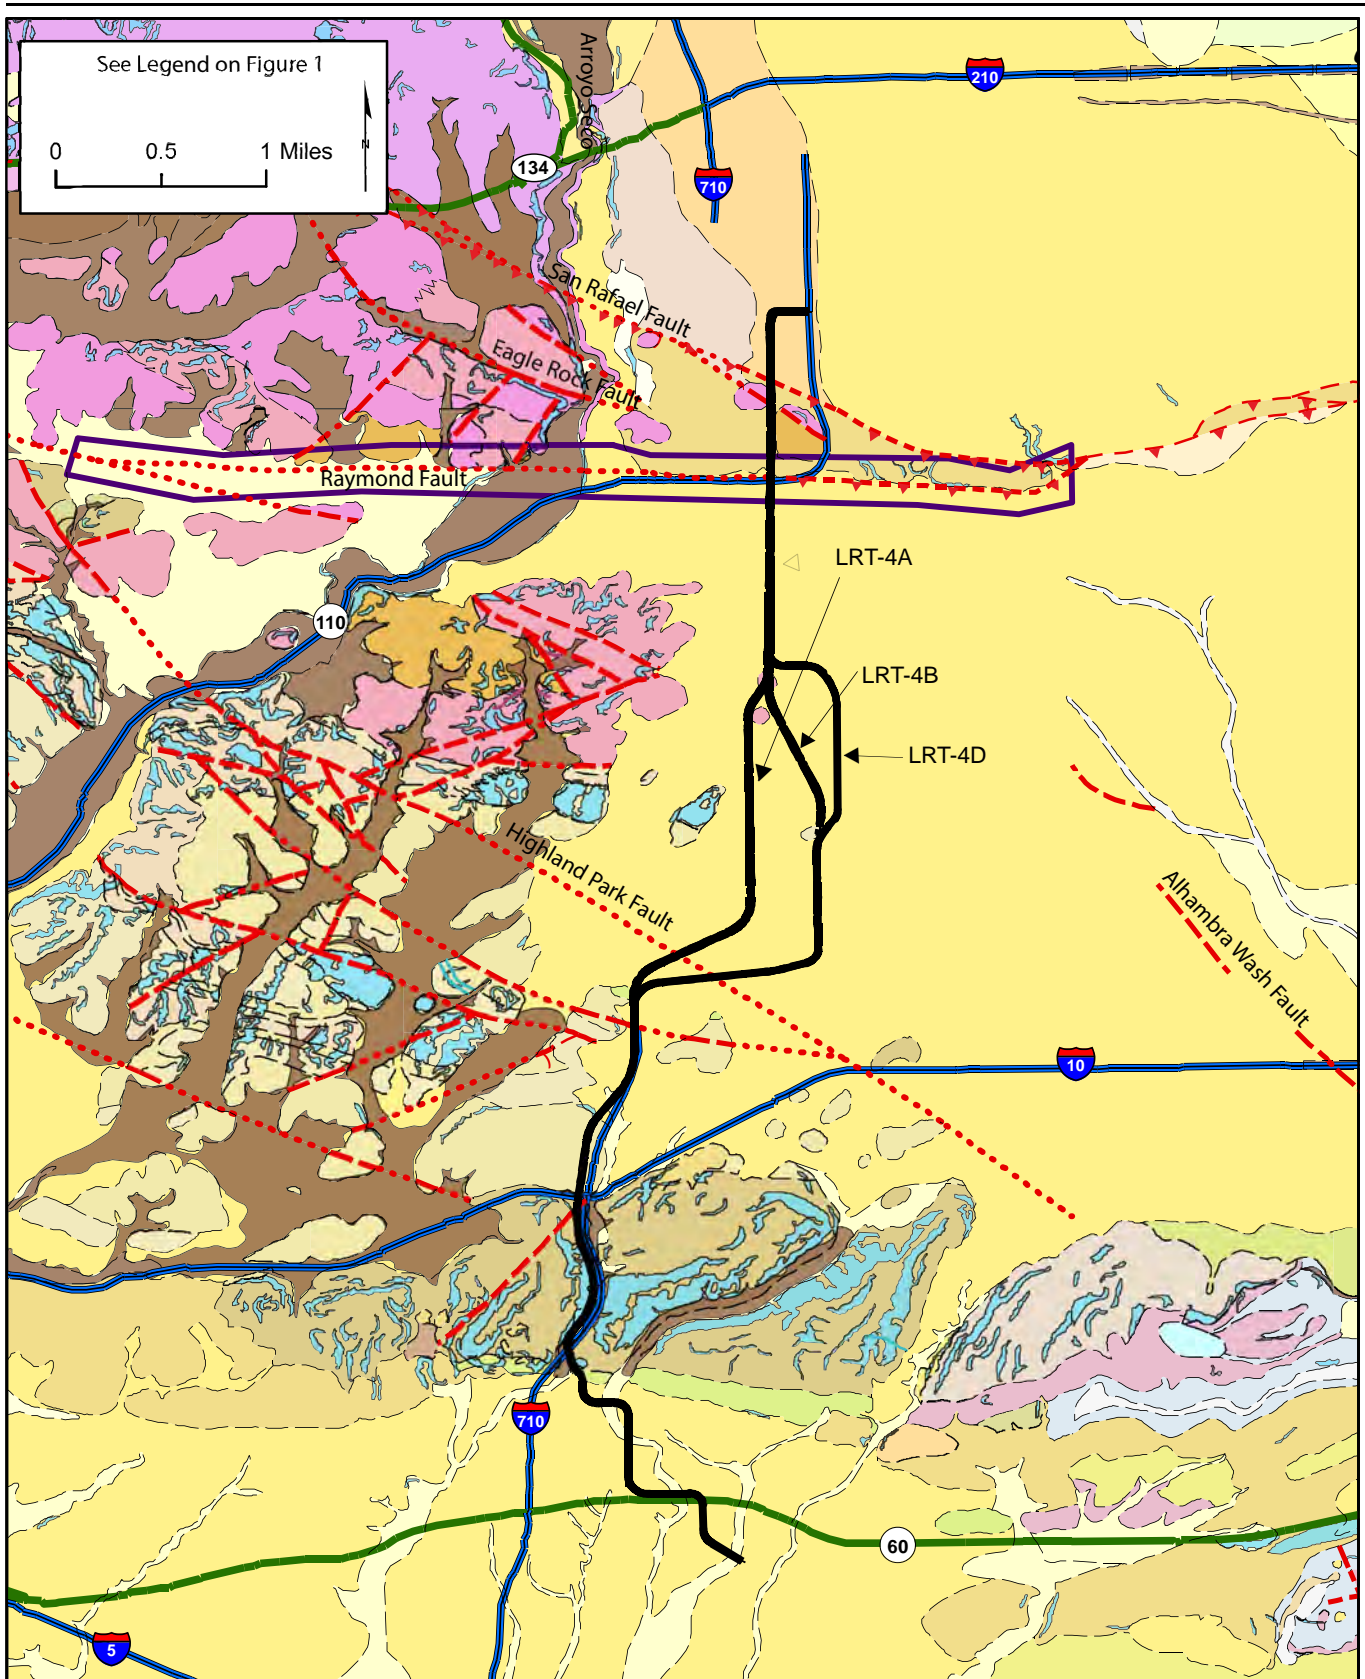 See Legend on Figure 1
N
0 0.5 1 Miles
Arroyo Seco
210
134
710
San Rafael Fault
Eagle Rock Fault
Raymond Fault
LRT-4A
110
LRT-4B
LRT-4D
Highland Park Fault
Alhambra Wash Fault
10
710
60
5